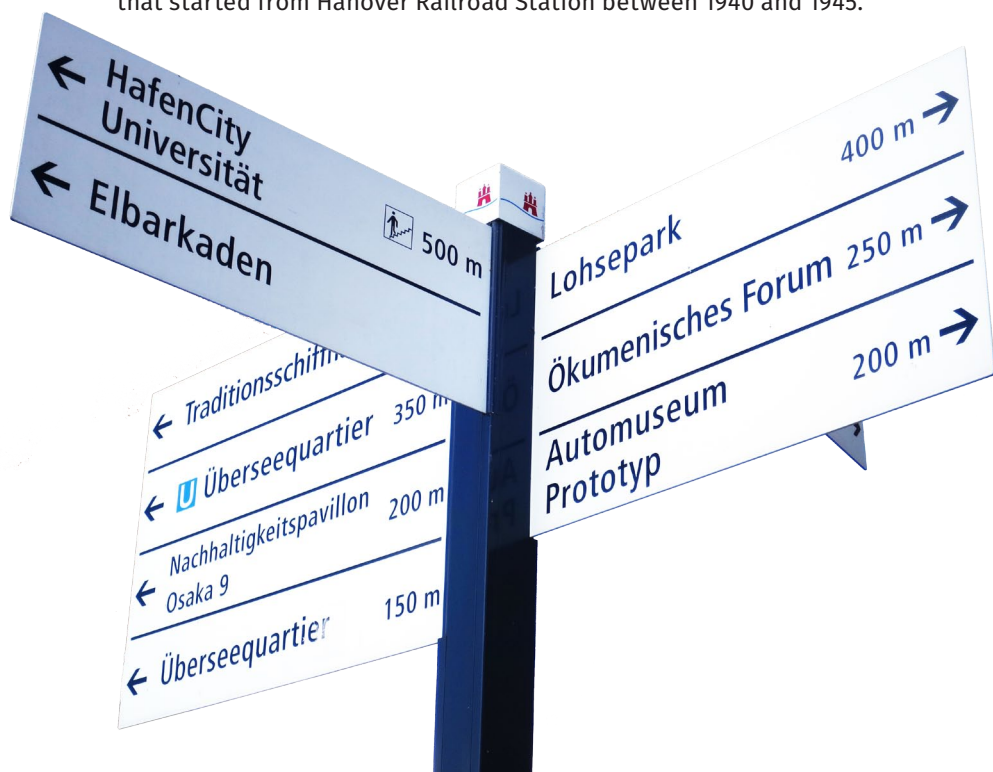 that started from Hanover Railroad Station between 1940 and 1945.
HafenCity
Universität
Elbarkaden
500 m
400 m
Lohsepark
Ökumenisches Forum 250 m
200 m
Automuseum
Prototyp
350 m
Überseequartier
Nachhaltigkeitspavillon
Osaka 9
200 m
Überseequartier
150 m